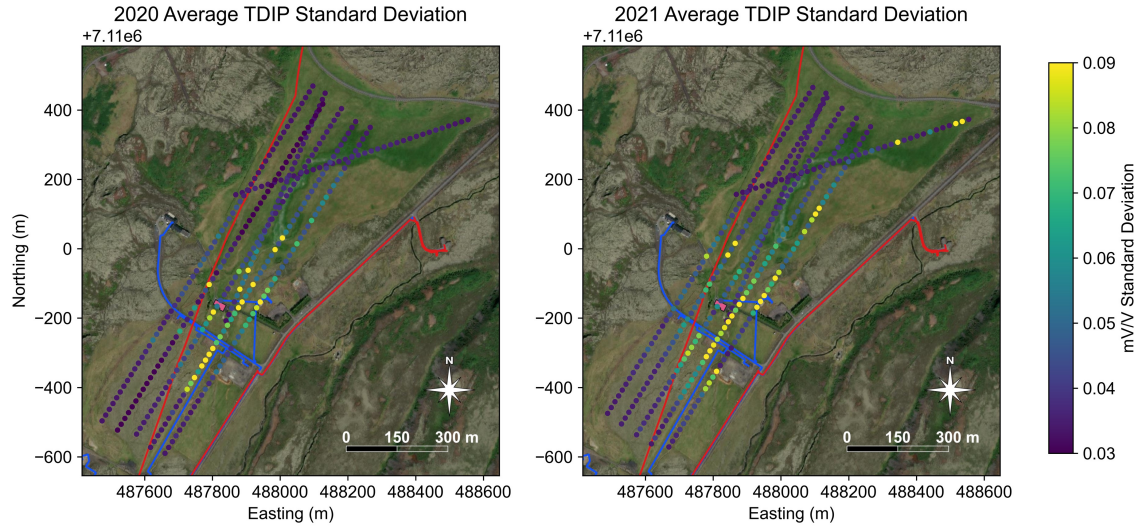 2020 Average TDIP Standard Deviation
+7.11e6
400
200
0
−200
−400
−600
Northing (m)
N
0 150 300 m
487600 487800 488000 488200 488400 488600
Easting (m)
2021 Average TDIP Standard Deviation
+7.11e6
400
200
0
−200
−400
−600
N
0 150 300 m
487600 487800 488000 488200 488400 488600
Easting (m)
0.09
0.08
0.07
0.06
0.05
0.04
0.03
mV/V Standard Deviation